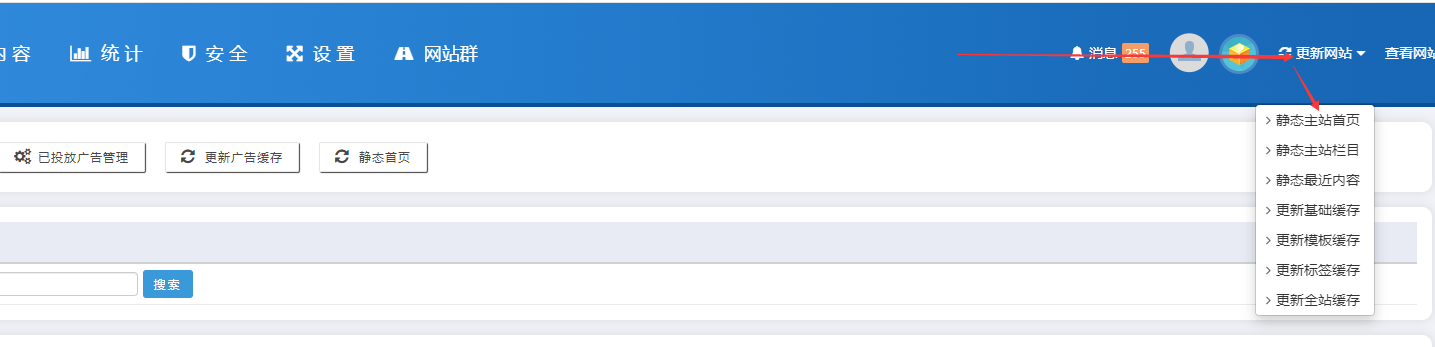 内容 统计 安全 设置 网站群 消息 255 更新网站 查看网站
静态主站首页
静态主站栏目
已投放广告管理 更新广告缓存 静态首页
静态最近内容
更新基础缓存
更新模板缓存
更新标签缓存
搜索
更新全站缓存